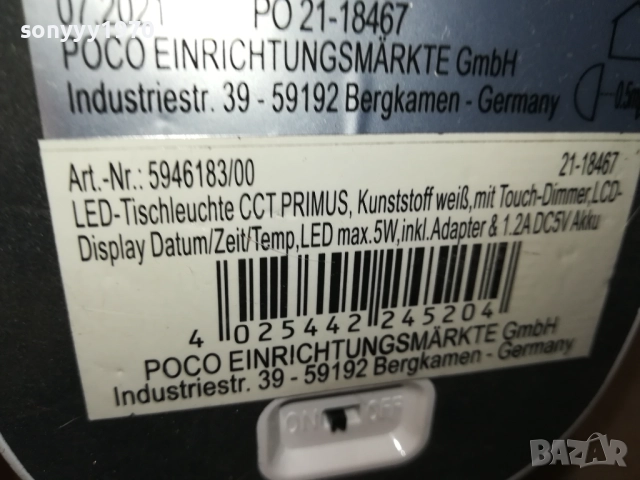 sonyyy1970
07.2021 PO 21-18467
POCO EINRICHTUNGSMÄRKTE GmbH
Industriestr. 39 - 59192 Bergkamen - Germany
Art.-Nr.: 5946183/00 21-18467
LED-Tischleuchte CCT PRIMUS, Kunststoff weiß, mit Touch-Dimmer, LCD-
Display Datum/Zeit/Temp, LED max. 5W, inkl. Adapter & 1.2A DC5V Akku
4 025442 245204
POCO EINRICHTUNGSMÄRKTE GmbH
Industriestr. 39 - 59192 Bergkamen - Germany
ON OFF
BAZAR